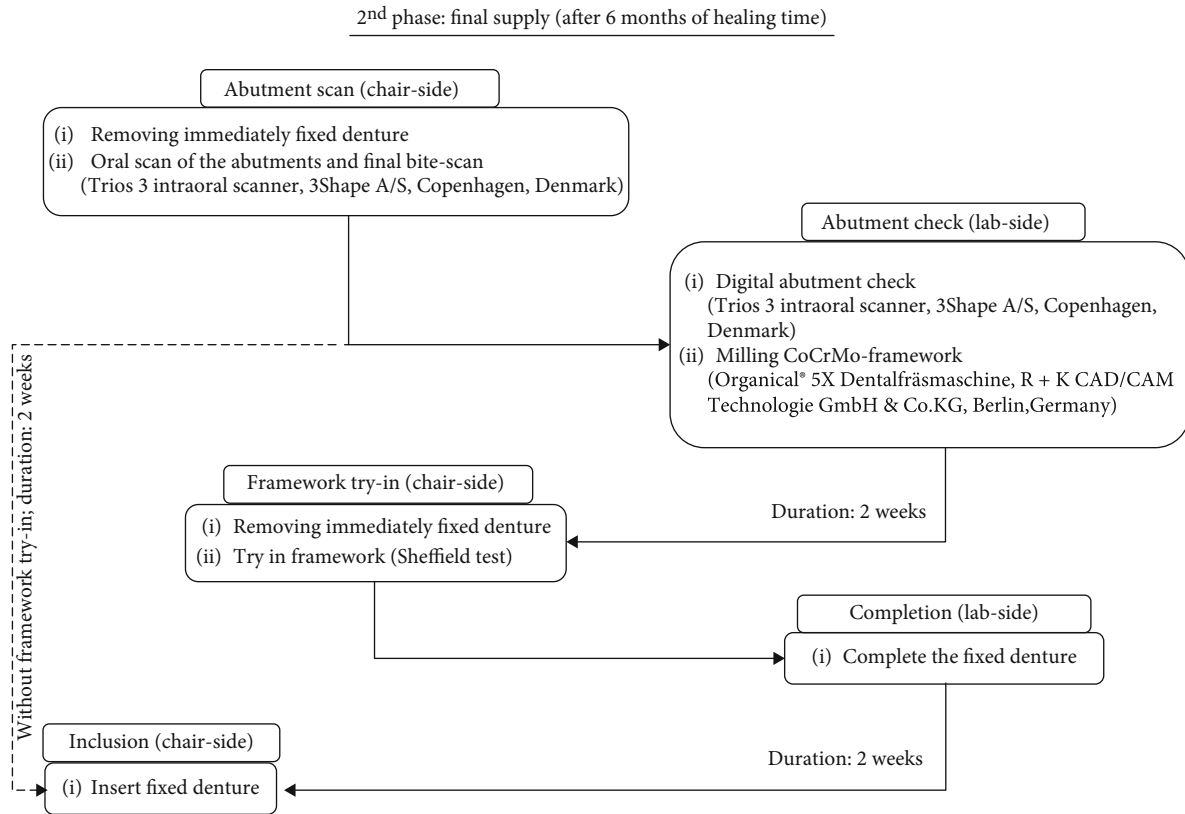 2nd phase: final supply (after 6 months of healing time)
Abutment scan (chair-side)
(i) Removing immediately fixed denture
(ii) Oral scan of the abutments and final bite-scan
(Trios 3 intraoral scanner, 3Shape A/S, Copenhagen, Denmark)
Abutment check (lab-side)
(i) Digital abutment check
(Trios 3 intraoral scanner, 3Shape A/S, Copenhagen,
Denmark)
(ii) Milling CoCrMo-framework
(Organical® 5X Dentalfräsmaschine, R + K CAD/CAM
Technologie GmbH & Co.KG, Berlin,Germany)
Without framework try-in; duration: 2 weeks
Framework try-in (chair-side)
(i) Removing immediately fixed denture
(ii) Try in framework (Sheffield test)
Duration: 2 weeks
Completion (lab-side)
(i) Complete the fixed denture
Duration: 2 weeks
Inclusion (chair-side)
(i) Insert fixed denture